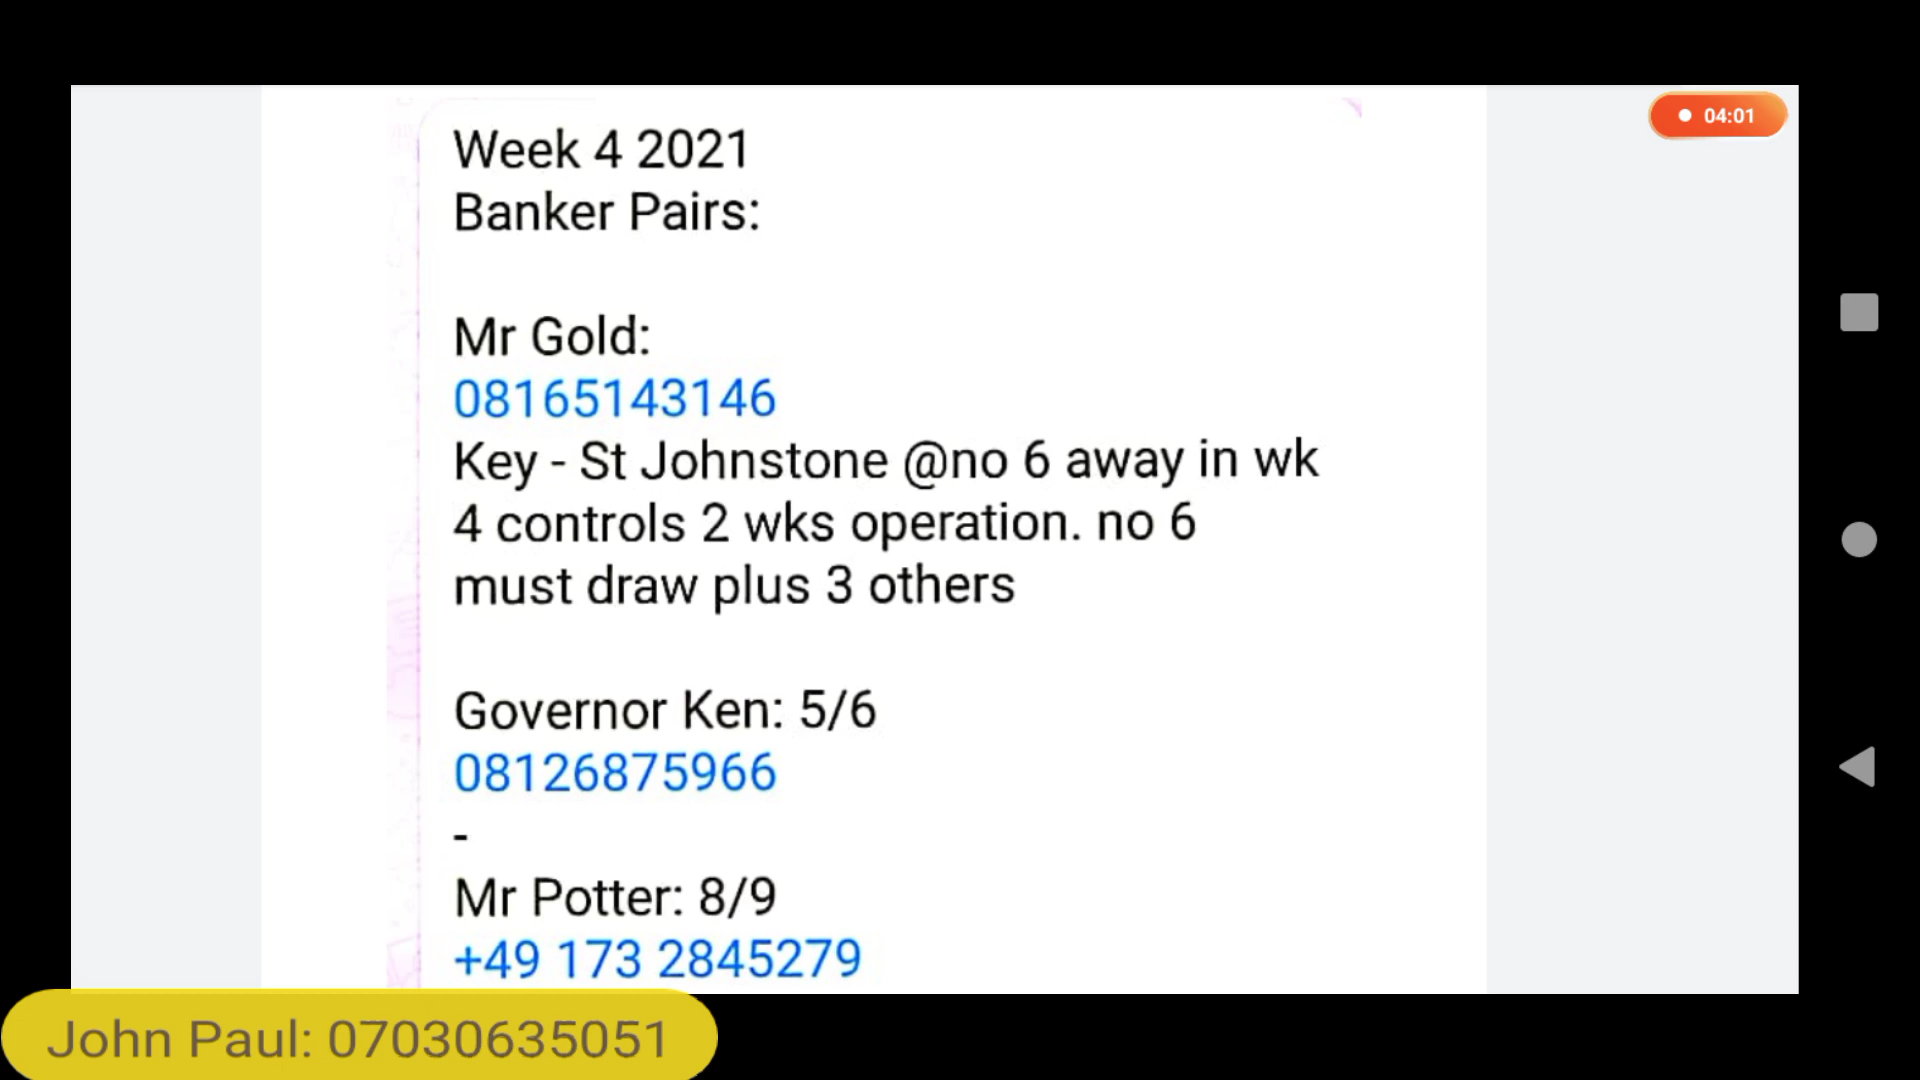 04:01
Week 4 2021
Banker Pairs:
Mr Gold:
08165143146
Key - St Johnstone @no 6 away in wk
4 controls 2 wks operation. no 6
must draw plus 3 others
Governor Ken: 5/6
08126875966
-
Mr Potter: 8/9
+49 173 2845279
John Paul: 07030635051